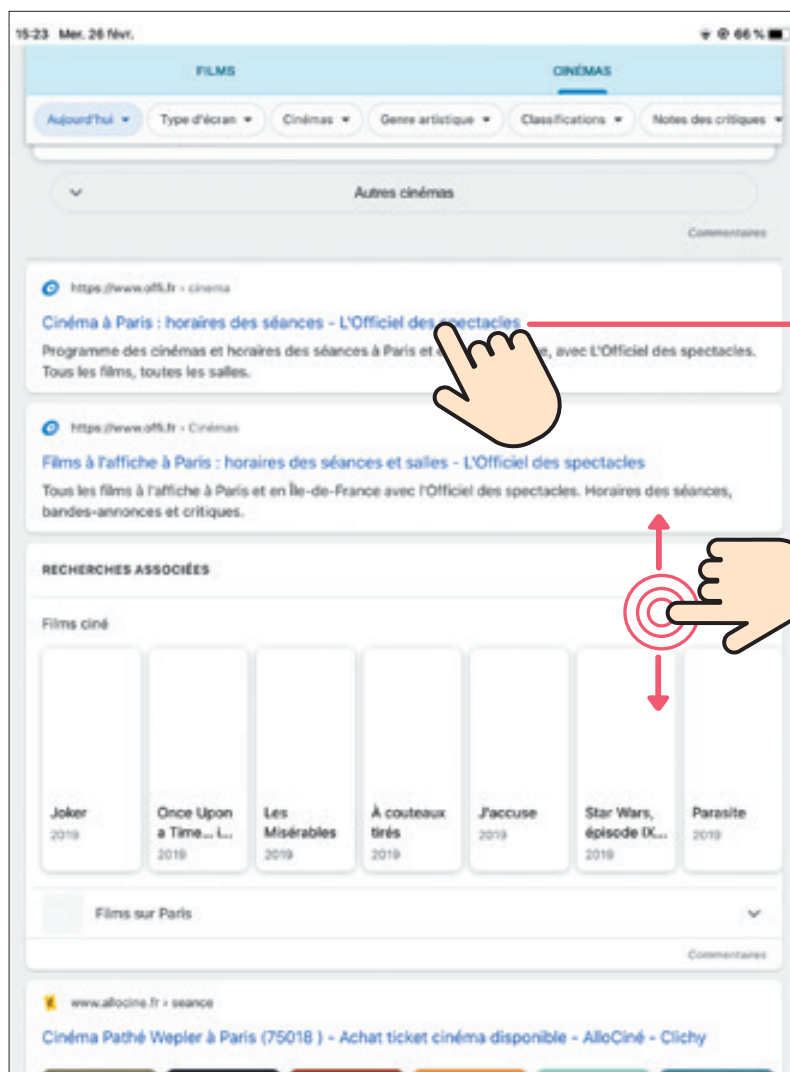 15:23 Mer. 26 févr. 66 %
FILMS CINÉMAS
Aujourd'hui Type d'écran Cinémas Genre artistique Classifications Notes des critiques
Autres cinémas
Commentaires
https://www.offi.fr › cinema
Cinéma à Paris : horaires des séances - L'Officiel des spectacles
Programme des cinémas et horaires des séances à Paris et e, avec L'Officiel des spectacles.
Tous les films, toutes les salles.
https://www.offi.fr › Cinémas
Films à l'affiche à Paris : horaires des séances et salles - L'Officiel des spectacles
Tous les films à l'affiche à Paris et en Île-de-France avec l'Officiel des spectacles. Horaires des séances,
bandes-annonces et critiques.
RECHERCHES ASSOCIÉES
Films ciné
Joker
2019
Once Upon
a Time... i...
2019
Les
Misérables
2019
À couteaux
tirés
2019
J'accuse
2019
Star Wars,
épisode IX...
2019
Parasite
2019
Films sur Paris
Commentaires
www.allocine.fr › seance
Cinéma Pathé Wepler à Paris (75018 ) - Achat ticket cinéma disponible - AlloCiné - Clichy